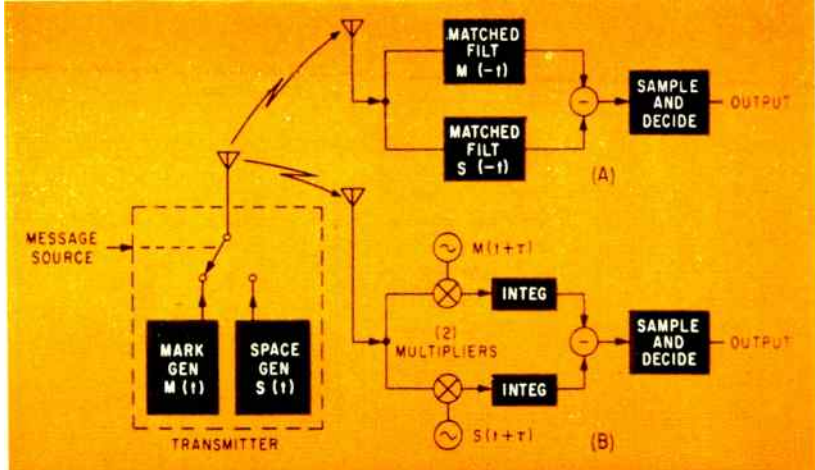 MATCHED
FILT
M (-t)
MATCHED
FILT
S (-t)
SAMPLE
AND
DECIDE
OUTPUT
(A)
MESSAGE
SOURCE
MARK
GEN
M (t)
SPACE
GEN
S (t)
TRANSMITTER
M(t+τ)
INTEG
(2)
MULTIPLIERS
INTEG
S(t+τ)
SAMPLE
AND
DECIDE
OUTPUT
(B)